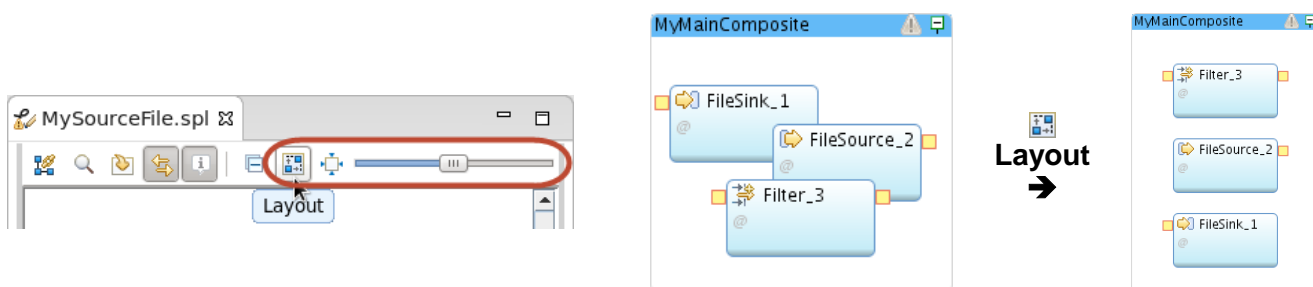 MySourceFile.spl
Layout
MyMainComposite
FileSink_1
@
FileSource_2
@
Filter_3
@
Layout
➔
MyMainComposite
Filter_3
@
FileSource_2
@
FileSink_1
@